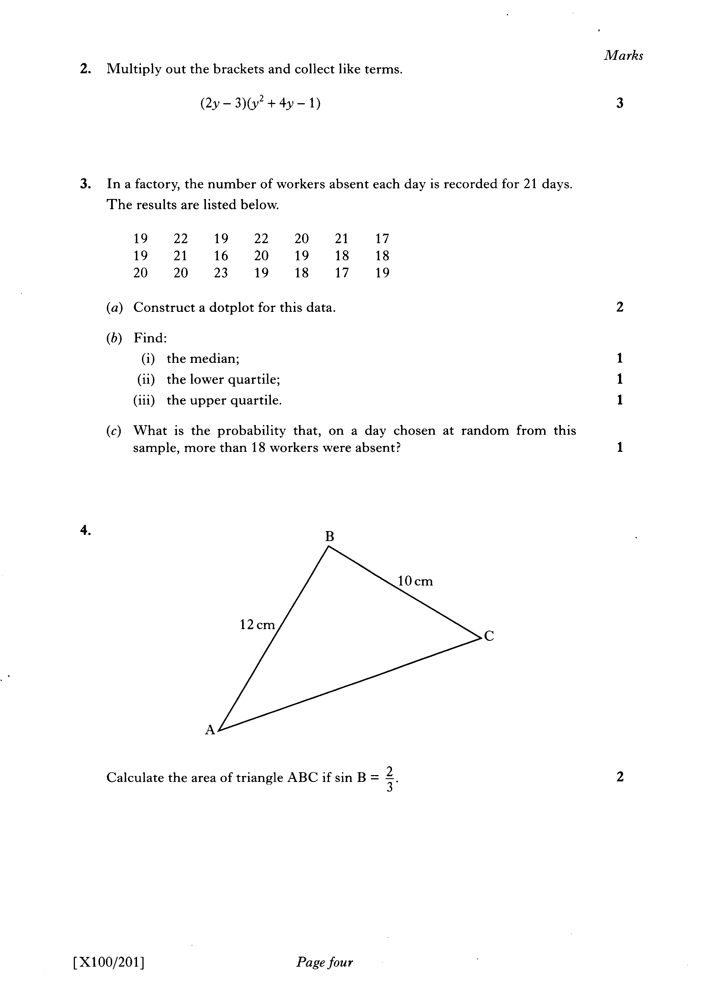 Marks
2. Multiply out the brackets and collect like terms.
(2y – 3)(y² + 4y – 1) 3
3. In a factory, the number of workers absent each day is recorded for 21 days.
The results are listed below.
19 22 19 22 20 21 17
19 21 16 20 19 18 18
20 20 23 19 18 17 19
(a) Construct a dotplot for this data. 2
(b) Find:
(i) the median; 1
(ii) the lower quartile; 1
(iii) the upper quartile. 1
(c) What is the probability that, on a day chosen at random from this
sample, more than 18 workers were absent? 1
4.
B
10 cm
12 cm
C
A
Calculate the area of triangle ABC if sin B = 2/3. 2
[X100/201] Page four